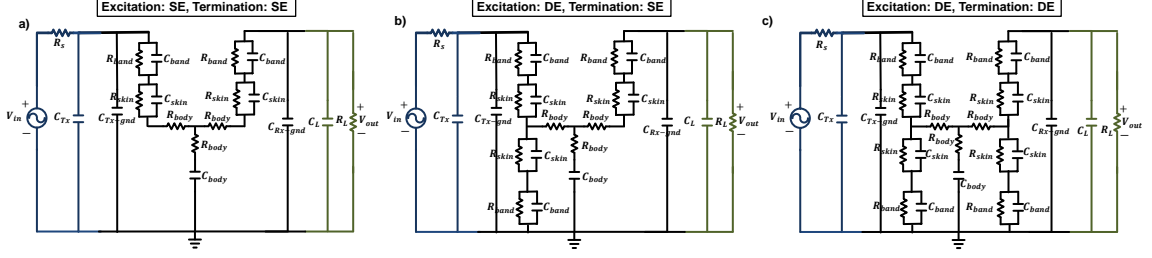 Excitation: SE, Termination: SE
a)
R_s
R_band
C_band
R_band
C_band
R_skin
C_skin
R_skin
C_skin
V_in
+
−
C_Tx
C_Tx-gnd
R_body
R_body
R_body
C_body
C_Rx-gnd
C_L
R_L
+
V_out
−
Excitation: DE, Termination: SE
b)
R_s
R_band
C_band
R_band
C_band
R_skin
C_skin
R_skin
C_skin
V_in
+
−
C_Tx
C_Tx-gnd
R_body
R_body
R_body
R_skin
C_skin
C_body
R_band
C_band
C_Rx-gnd
C_L
R_L
+
V_out
−
Excitation: DE, Termination: DE
c)
R_s
R_band
C_band
R_band
C_band
R_skin
C_skin
R_skin
C_skin
V_in
+
−
C_Tx
C_Tx-gnd
R_body
R_body
R_body
R_skin
C_skin
R_skin
C_skin
C_body
R_band
C_band
R_band
C_band
C_Rx-gnd
C_L
R_L
+
V_out
−